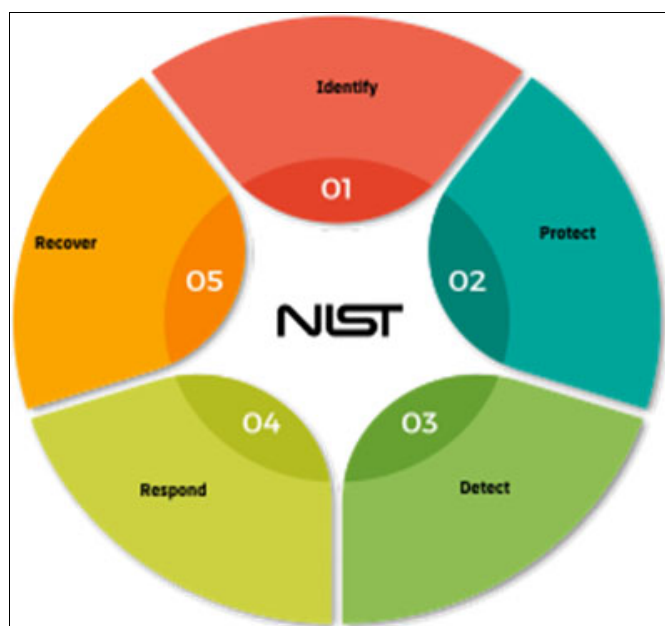 Identify
01
Protect
02
Detect
03
Respond
04
Recover
05
NIST